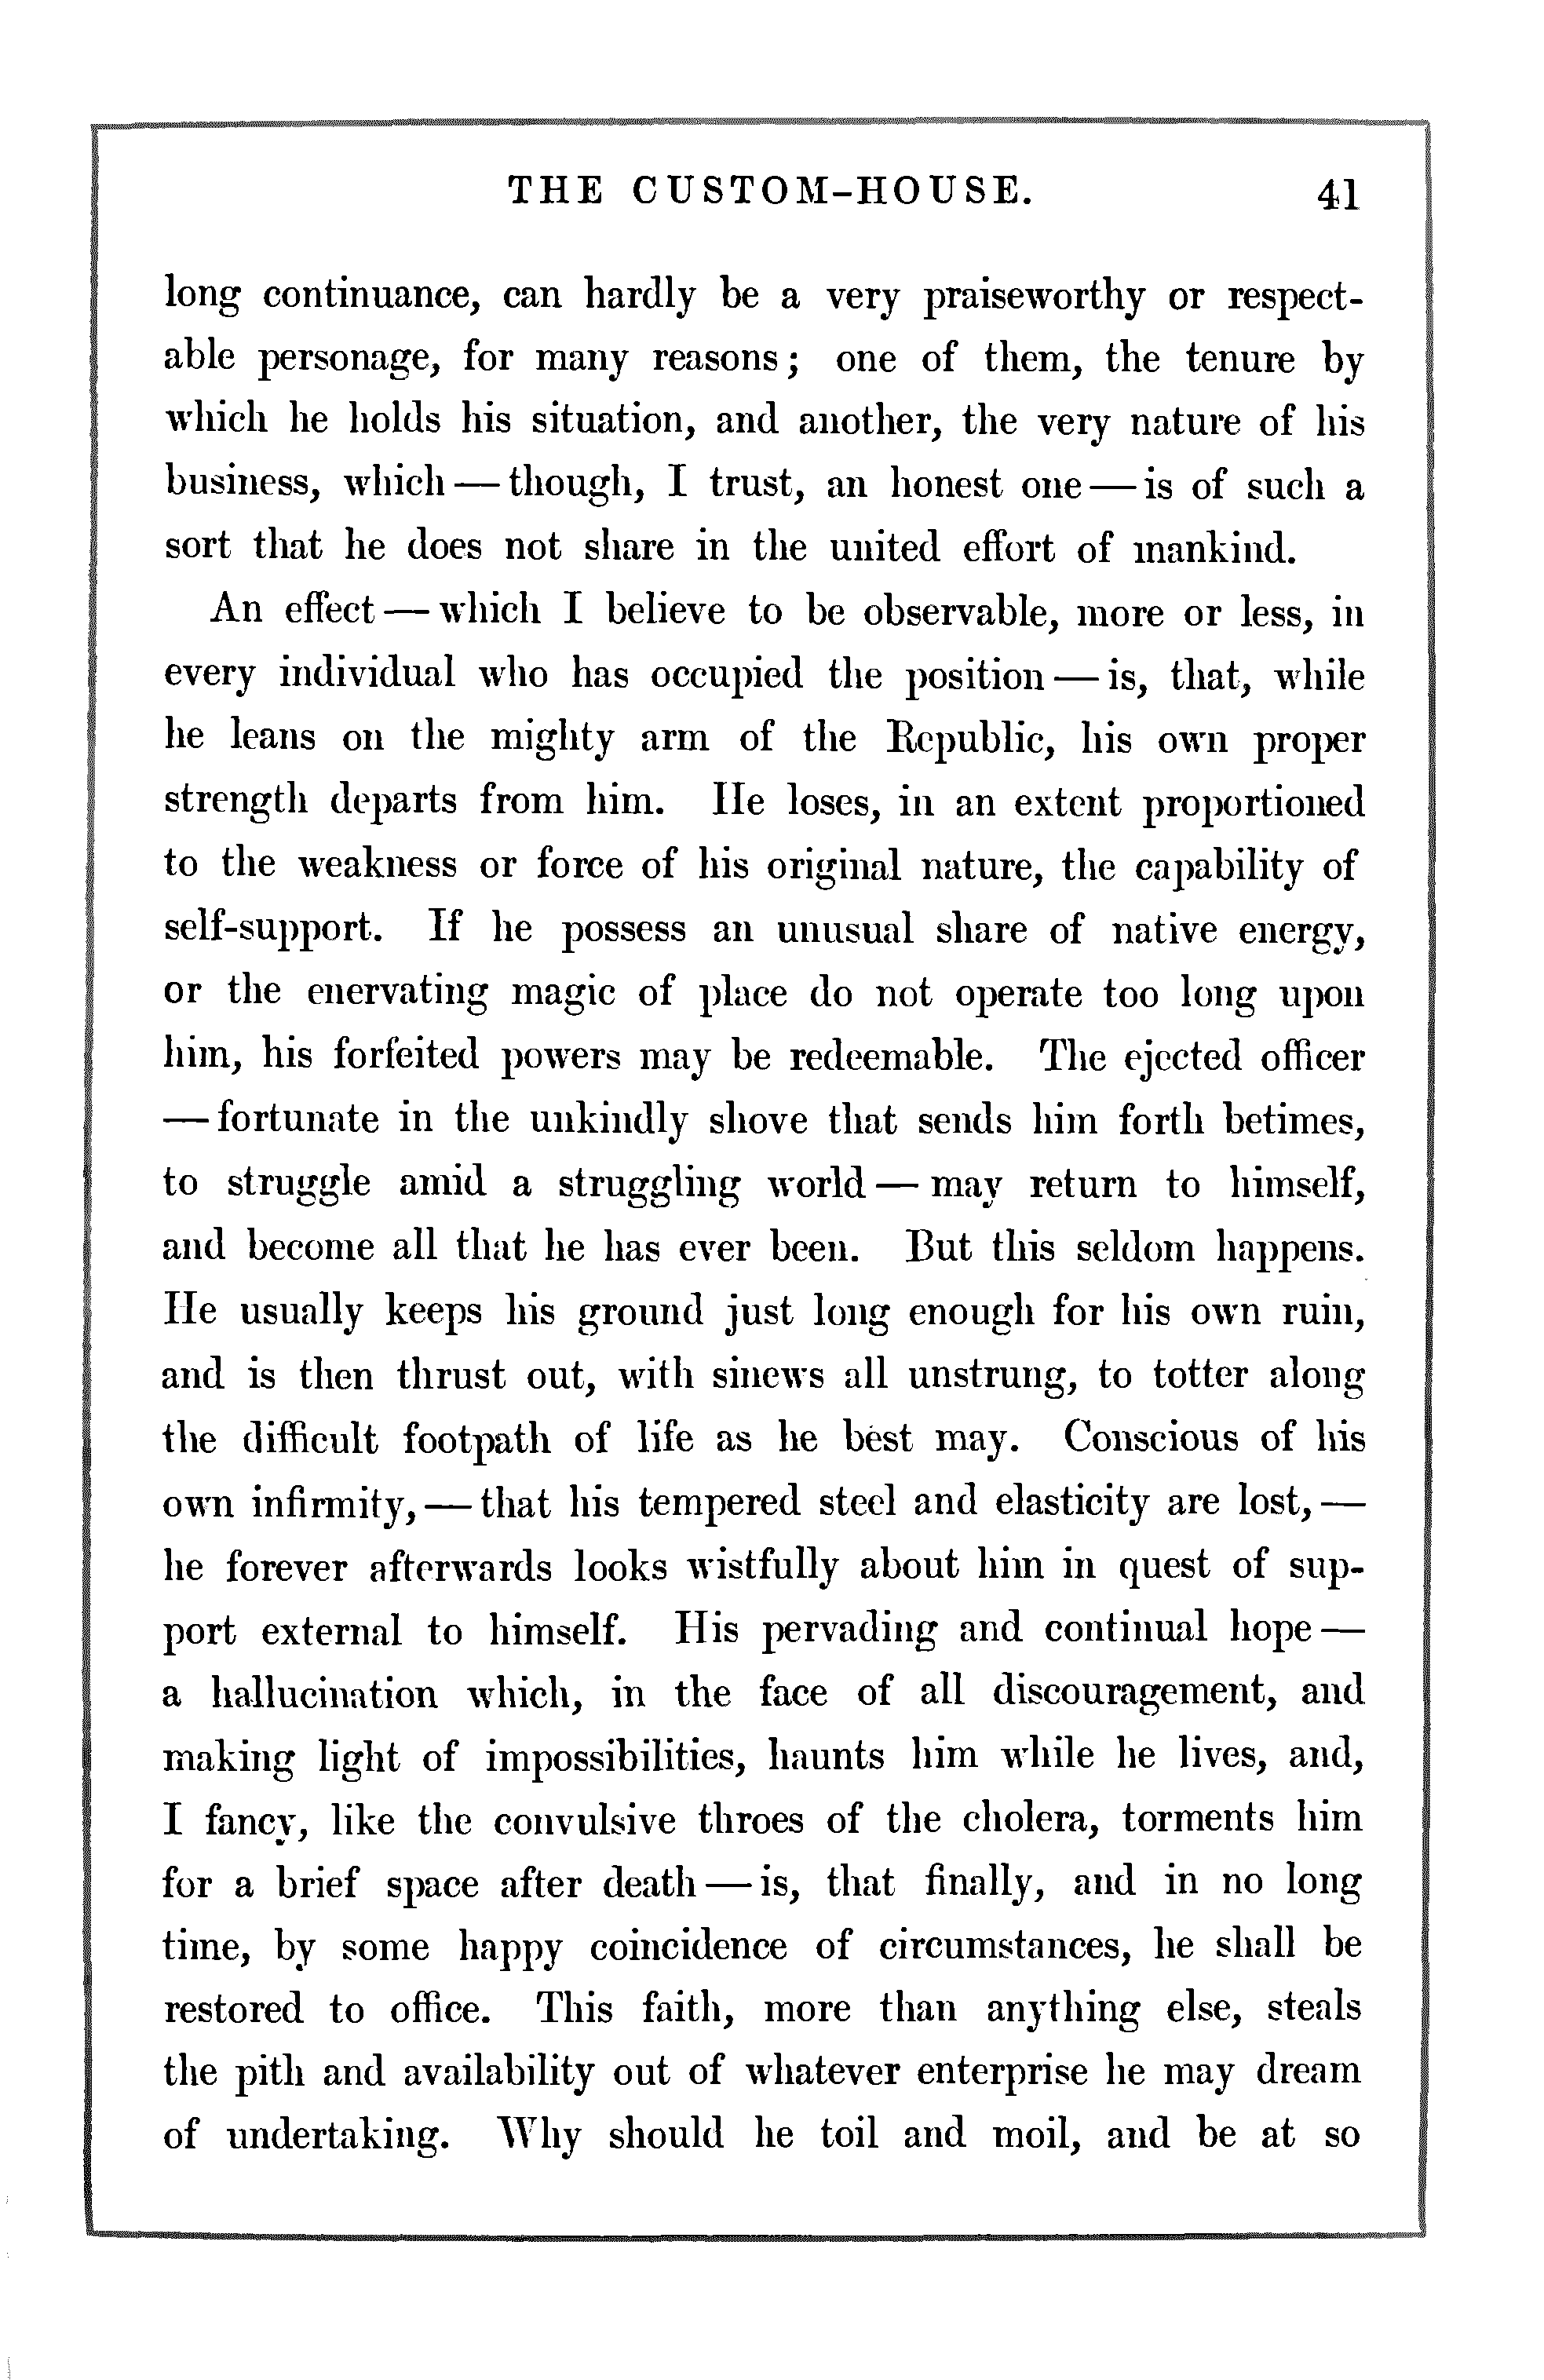 THE CUSTOM-HOUSE. 41
long continuance, can hardly be a very praiseworthy or respect-
able personage, for many reasons; one of them, the tenure by
which he holds his situation, and another, the very nature of his
business, which — though, I trust, an honest one — is of such a
sort that he does not share in the united effort of mankind.
An effect — which I believe to be observable, more or less, in
every individual who has occupied the position — is, that, while
he leans on the mighty arm of the Republic, his own proper
strength departs from him. He loses, in an extent proportioned
to the weakness or force of his original nature, the capability of
self-support. If he possess an unusual share of native energy,
or the enervating magic of place do not operate too long upon
him, his forfeited powers may be redeemable. The ejected officer
— fortunate in the unkindly shove that sends him forth betimes,
to struggle amid a struggling world — may return to himself,
and become all that he has ever been. But this seldom happens.
He usually keeps his ground just long enough for his own ruin,
and is then thrust out, with sinews all unstrung, to totter along
the difficult footpath of life as he best may. Conscious of his
own infirmity, — that his tempered steel and elasticity are lost, —
he forever afterwards looks wistfully about him in quest of sup-
port external to himself. His pervading and continual hope —
a hallucination which, in the face of all discouragement, and
making light of impossibilities, haunts him while he lives, and,
I fancy, like the convulsive throes of the cholera, torments him
for a brief space after death — is, that finally, and in no long
time, by some happy coincidence of circumstances, he shall be
restored to office. This faith, more than anything else, steals
the pith and availability out of whatever enterprise he may dream
of undertaking. Why should he toil and moil, and be at so